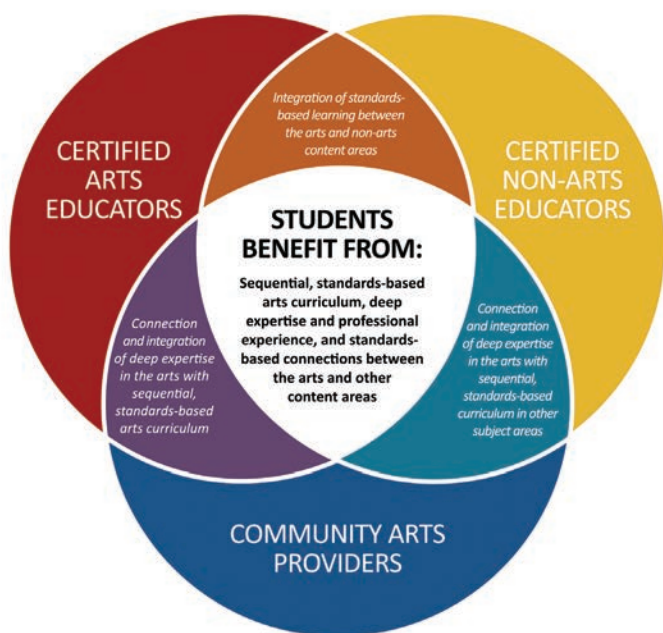 Integration of standards-
based learning between
the arts and non-arts
content areas
CERTIFIED
ARTS
EDUCATORS
CERTIFIED
NON-ARTS
EDUCATORS
STUDENTS
BENEFIT FROM:
Sequential, standards-based
arts curriculum, deep
expertise and professional
experience, and standards-
based connections between
the arts and other
content areas
Connection
and integration
of deep expertise
in the arts with
sequential,
standards-based
arts curriculum
Connection
and integration
of deep expertise
in the arts with
sequential,
standards-based
curriculum in other
subject areas
COMMUNITY ARTS
PROVIDERS